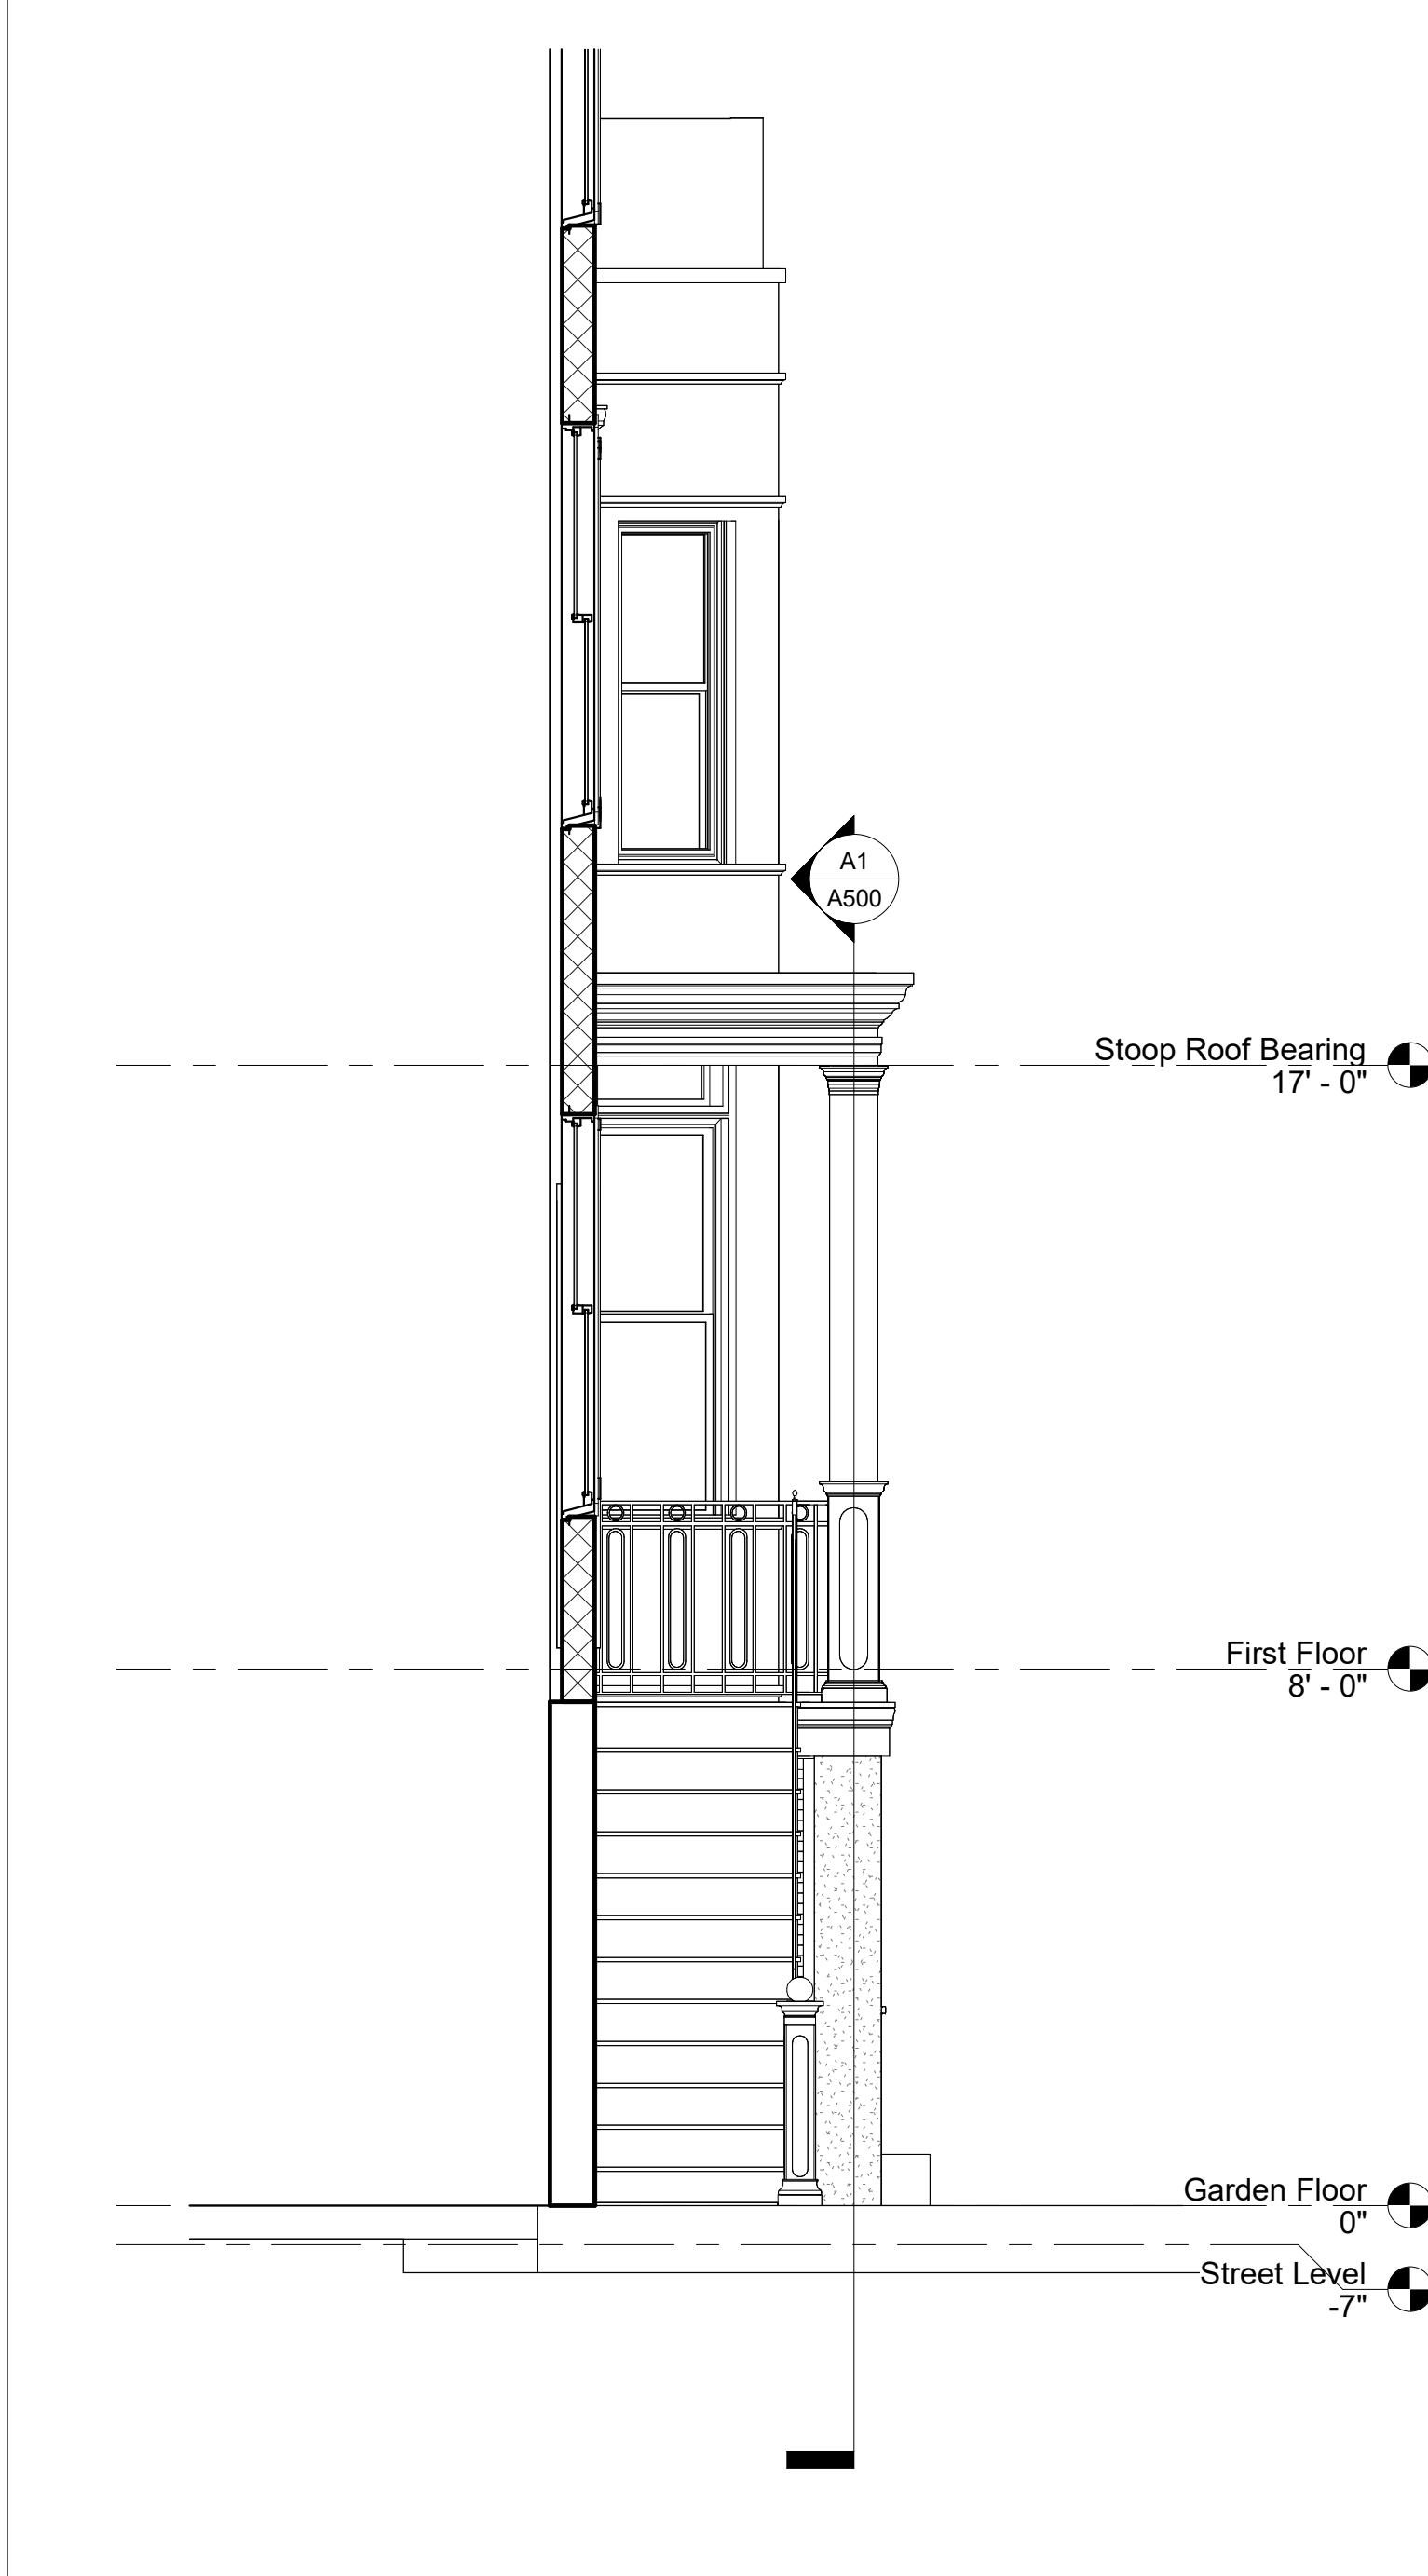 A1
A500
Stoop Roof Bearing
17' - 0"
First Floor
8' - 0"
Garden Floor
0"
Street Level
-7"